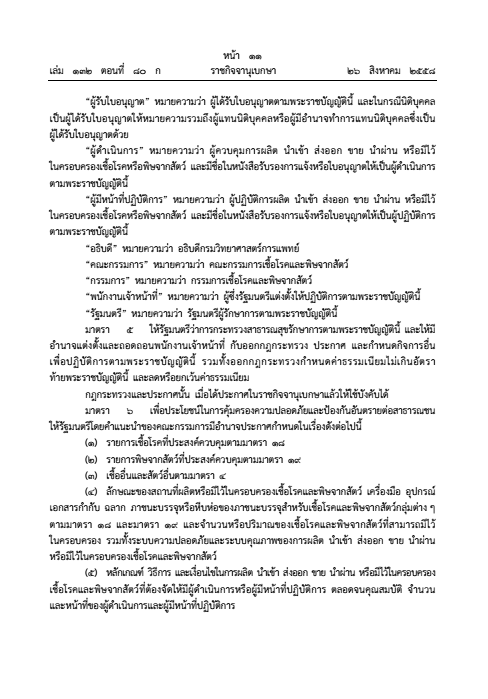 หน้า ๑๑
เล่ม ๑๓๒ ตอนที่ ๘๐ ก ราชกิจจานุเบกษา ๒๖ สิงหาคม ๒๕๕๘
“ผู้รับใบอนุญาต” หมายความว่า ผู้ได้รับใบอนุญาตตามพระราชบัญญัตินี้ และในกรณีนิติบุคคล
เป็นผู้ได้รับใบอนุญาตให้หมายความรวมถึงผู้แทนนิติบุคคลหรือผู้มีอำนาจทำการแทนนิติบุคคลซึ่งเป็น
ผู้ได้รับใบอนุญาตด้วย
“ผู้ดำเนินการ” หมายความว่า ผู้ควบคุมการผลิต นำเข้า ส่งออก ขาย นำผ่าน หรือมีไว้
ในครอบครองเชื้อโรคหรือพิษจากสัตว์ และมีชื่อในหนังสือรับรองการแจ้งหรือใบอนุญาตให้เป็นผู้ดำเนินการ
ตามพระราชบัญญัตินี้
“ผู้มีหน้าที่ปฏิบัติการ” หมายความว่า ผู้ปฏิบัติการผลิต นำเข้า ส่งออก ขาย นำผ่าน หรือมีไว้
ในครอบครองเชื้อโรคหรือพิษจากสัตว์ และมีชื่อในหนังสือรับรองการแจ้งหรือใบอนุญาตให้เป็นผู้ปฏิบัติการ
ตามพระราชบัญญัตินี้
“อธิบดี” หมายความว่า อธิบดีกรมวิทยาศาสตร์การแพทย์
“คณะกรรมการ” หมายความว่า คณะกรรมการเชื้อโรคและพิษจากสัตว์
“กรรมการ” หมายความว่า กรรมการเชื้อโรคและพิษจากสัตว์
“พนักงานเจ้าหน้าที่” หมายความว่า ผู้ซึ่งรัฐมนตรีแต่งตั้งให้ปฏิบัติการตามพระราชบัญญัตินี้
“รัฐมนตรี” หมายความว่า รัฐมนตรีผู้รักษาการตามพระราชบัญญัตินี้
มาตรา ๕ ให้รัฐมนตรีว่าการกระทรวงสาธารณสุขรักษาการตามพระราชบัญญัตินี้ และให้มี
อำนาจแต่งตั้งและถอดถอนพนักงานเจ้าหน้าที่ กับออกกฎกระทรวง ประกาศ และกำหนดกิจการอื่น
เพื่อปฏิบัติการตามพระราชบัญญัตินี้ รวมทั้งออกกฎกระทรวงกำหนดค่าธรรมเนียมไม่เกินอัตรา
ท้ายพระราชบัญญัตินี้ และลดหรือยกเว้นค่าธรรมเนียม
กฎกระทรวงและประกาศนั้น เมื่อได้ประกาศในราชกิจจานุเบกษาแล้วให้ใช้บังคับได้
มาตรา ๖ เพื่อประโยชน์ในการคุ้มครองความปลอดภัยและป้องกันอันตรายต่อสาธารณชน
ให้รัฐมนตรีโดยคำแนะนำของคณะกรรมการมีอำนาจประกาศกำหนดในเรื่องดังต่อไปนี้
(๑) รายการเชื้อโรคที่ประสงค์ควบคุมตามมาตรา ๑๘
(๒) รายการพิษจากสัตว์ที่ประสงค์ควบคุมตามมาตรา ๑๙
(๓) เชื้ออื่นและสัตว์อื่นตามมาตรา ๔
(๔) ลักษณะของสถานที่ผลิตหรือมีไว้ในครอบครองเชื้อโรคและพิษจากสัตว์ เครื่องมือ อุปกรณ์
เอกสารกำกับ ฉลาก ภาชนะบรรจุหรือหีบห่อของภาชนะบรรจุสำหรับเชื้อโรคและพิษจากสัตว์กลุ่มต่าง ๆ
ตามมาตรา ๑๘ และมาตรา ๑๙ และจำนวนหรือปริมาณของเชื้อโรคและพิษจากสัตว์ที่สามารถมีไว้
ในครอบครอง รวมทั้งระบบความปลอดภัยและระบบคุณภาพของการผลิต นำเข้า ส่งออก ขาย นำผ่าน
หรือมีไว้ในครอบครองเชื้อโรคและพิษจากสัตว์
(๕) หลักเกณฑ์ วิธีการ และเงื่อนไขในการผลิต นำเข้า ส่งออก ขาย นำผ่าน หรือมีไว้ในครอบครอง
เชื้อโรคและพิษจากสัตว์ที่ต้องจัดให้มีผู้ดำเนินการหรือผู้มีหน้าที่ปฏิบัติการ ตลอดจนคุณสมบัติ จำนวน
และหน้าที่ของผู้ดำเนินการและผู้มีหน้าที่ปฏิบัติการ